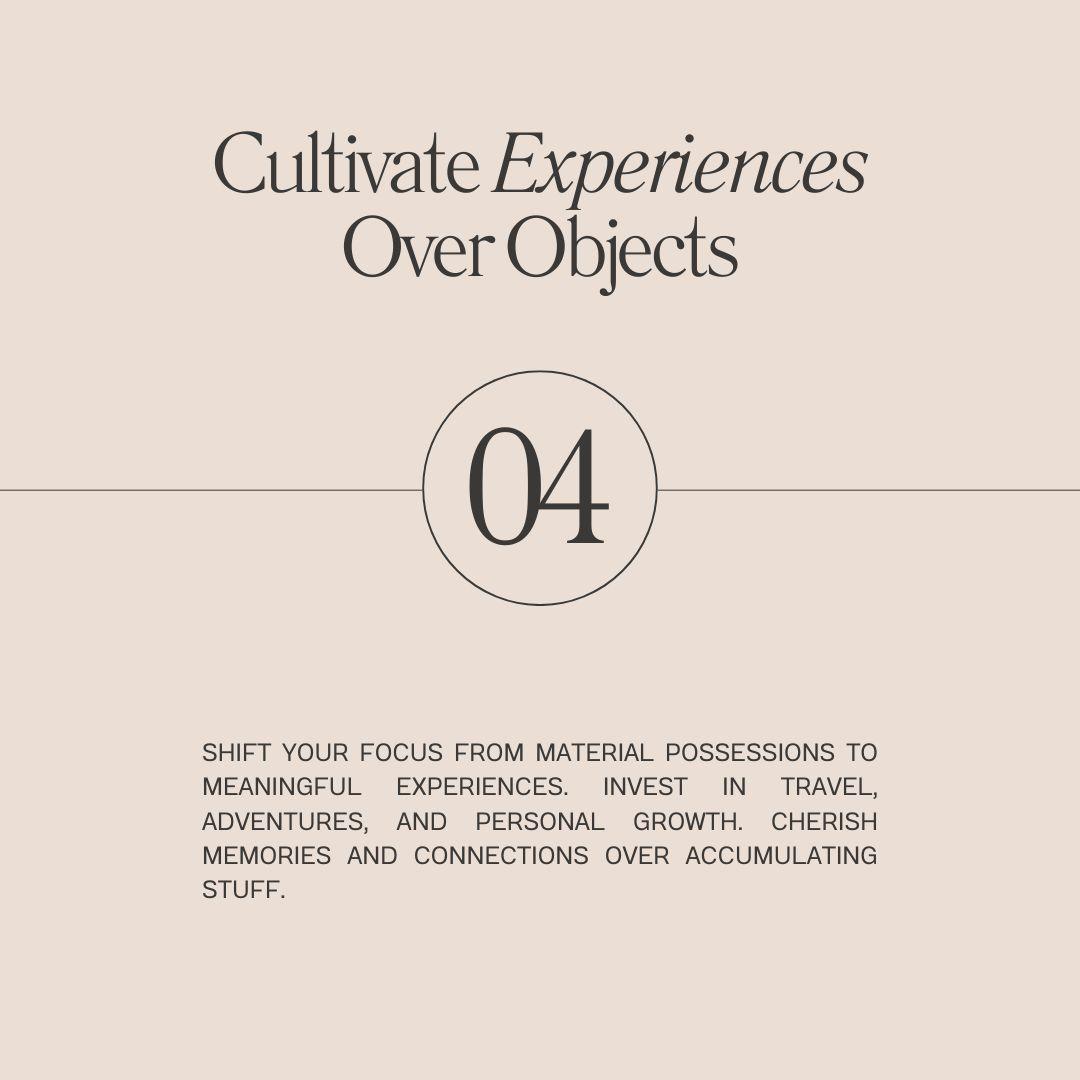 Cultivate Experiences
Over Objects
04
SHIFT YOUR FOCUS FROM MATERIAL POSSESSIONS TO
MEANINGFUL EXPERIENCES. INVEST IN TRAVEL,
ADVENTURES, AND PERSONAL GROWTH. CHERISH
MEMORIES AND CONNECTIONS OVER ACCUMULATING
STUFF.